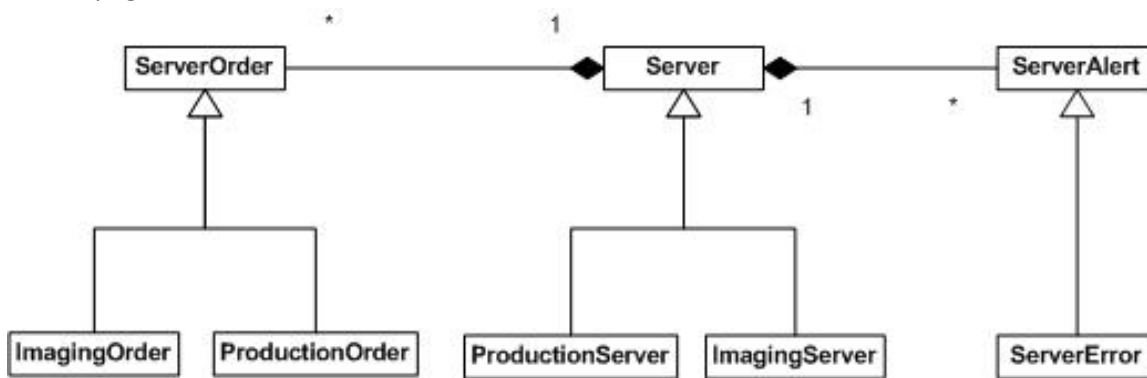 * 1
ServerOrder Server ServerAlert
1 *
ImagingOrder ProductionOrder ProductionServer ImagingServer ServerError